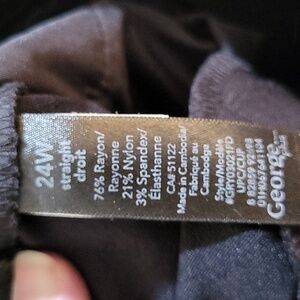 24W
straight
droit
76% Rayon/
Rayonne
21% Nylon
3% Spandex/
Elasthanne
CA# 51122
Made in Cambodia/
Fabriqué au
Cambodge
Style/Modèle
UPC/CUP
George